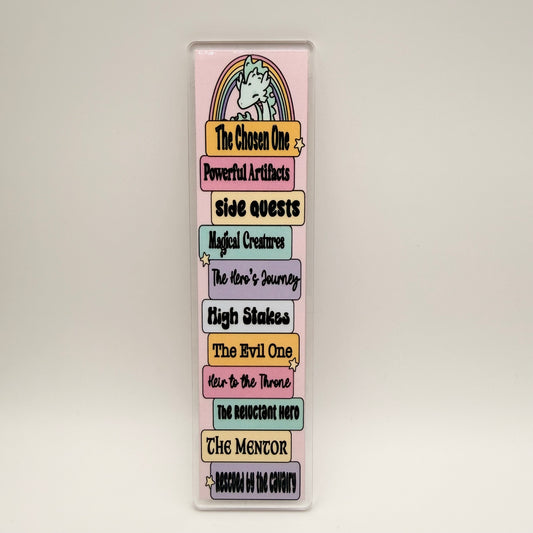 The Chosen One
Powerful Artifacts
Side Quests
Magical Creatures
The Hero's Journey
High Stakes
The Evil One
Heir to the Throne
The Reluctant Hero
The Mentor
Rescued by the Cavalry